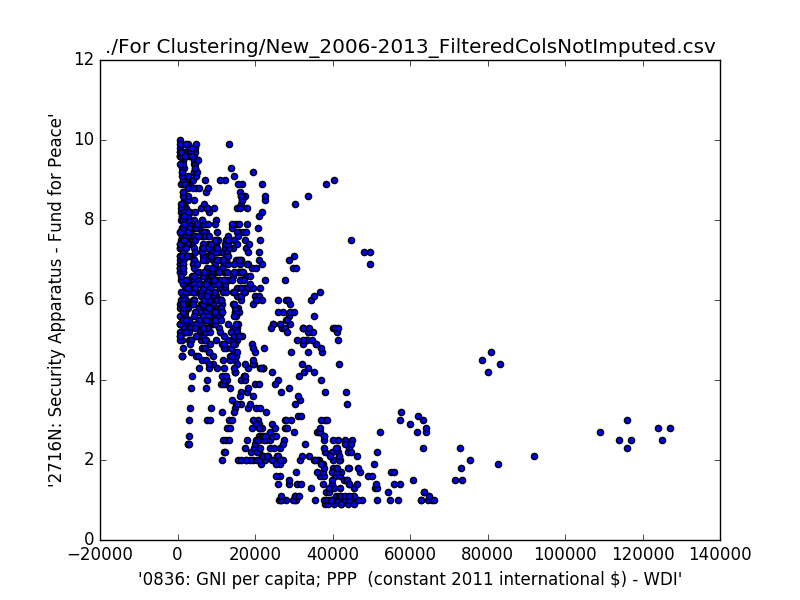 ./For Clustering/New_2006-2013_FilteredColsNotImputed.csv
12
10
8
6
4
2
0
'2716N: Security Apparatus - Fund for Peace'
−20000 0 20000 40000 60000 80000 100000 120000 140000
'0836: GNI per capita; PPP (constant 2011 international $) - WDI'